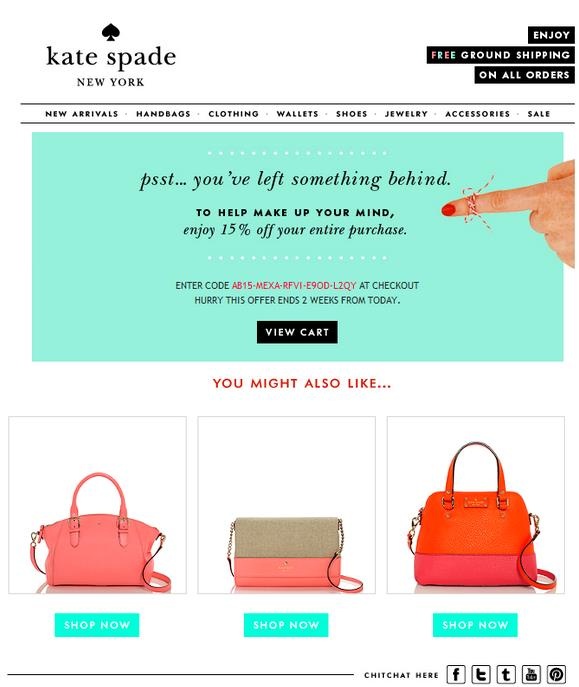 kate spade
NEW YORK
ENJOY
FREE GROUND SHIPPING
ON ALL ORDERS
NEW ARRIVALS · HANDBAGS · CLOTHING · WALLETS · SHOES · JEWELRY · ACCESSORIES · SALE
psst... you've left something behind.
TO HELP MAKE UP YOUR MIND,
enjoy 15% off your entire purchase.
ENTER CODE AB15-MEXA-RFVI-E9OD-L2QY AT CHECKOUT
HURRY THIS OFFER ENDS 2 WEEKS FROM TODAY.
VIEW CART
YOU MIGHT ALSO LIKE...
SHOP NOW
SHOP NOW
SHOP NOW
CHITCHAT HERE f t t You Tube P